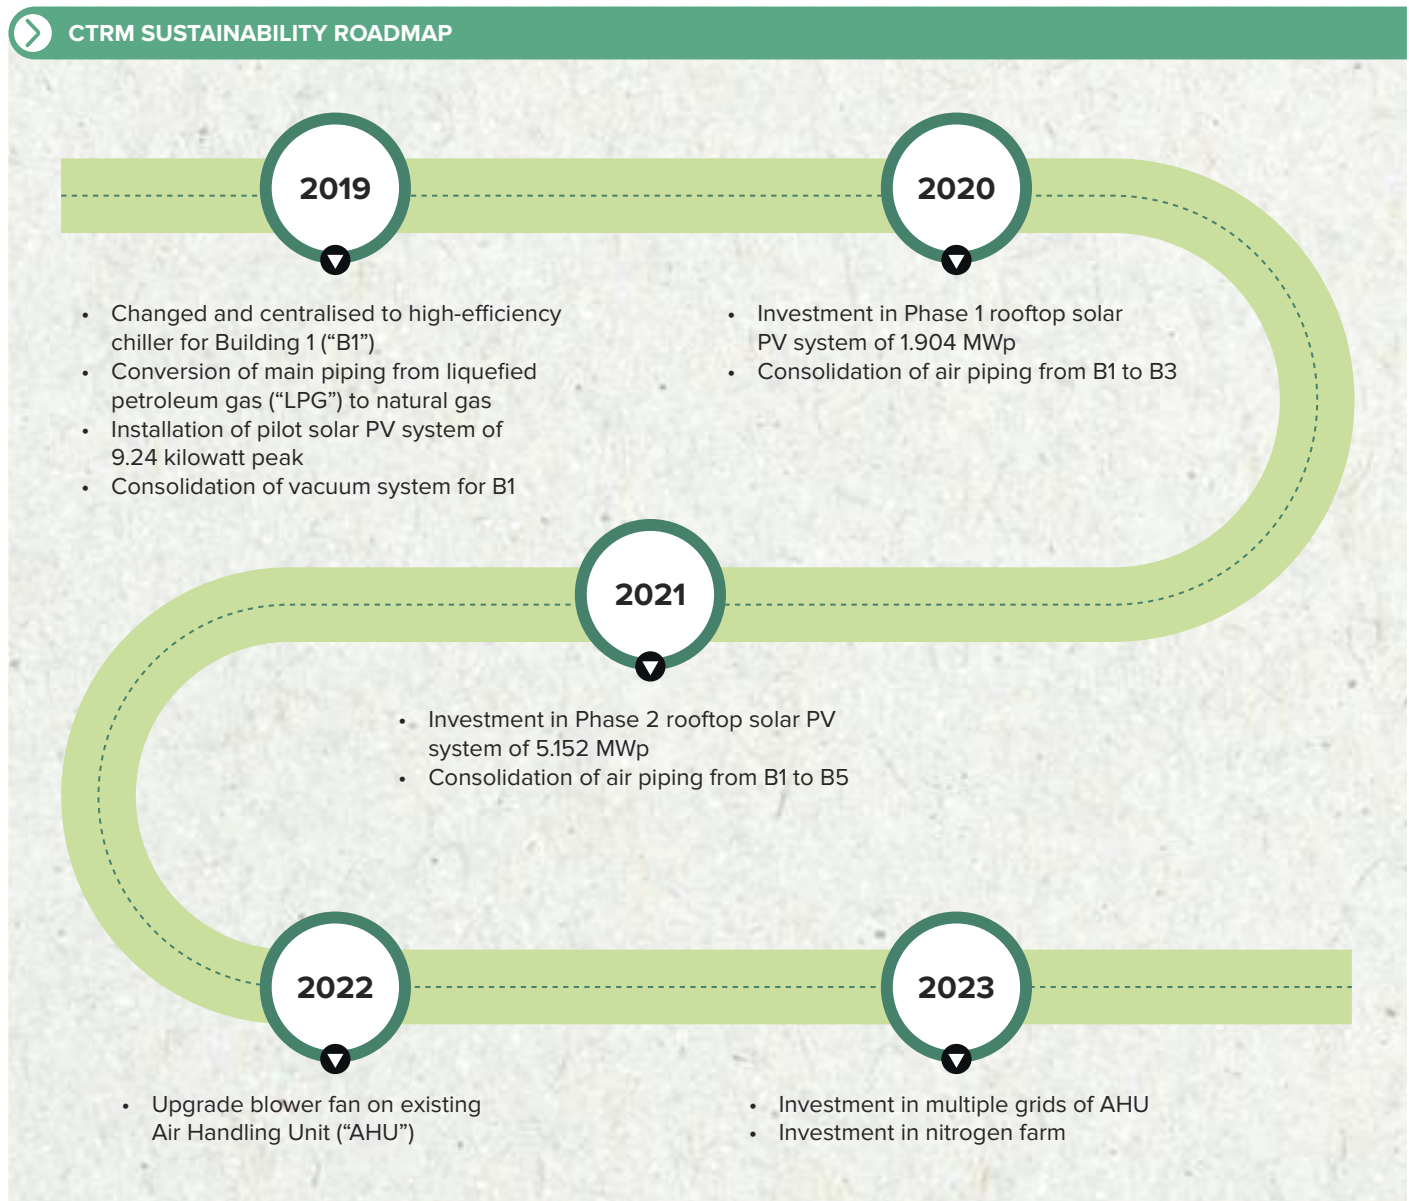 CTRM SUSTAINABILITY ROADMAP
2019
• Changed and centralised to high-efficiency
chiller for Building 1 (“B1”)
• Conversion of main piping from liquefied
petroleum gas (“LPG”) to natural gas
• Installation of pilot solar PV system of
9.24 kilowatt peak
• Consolidation of vacuum system for B1
2020
• Investment in Phase 1 rooftop solar
PV system of 1.904 MWp
• Consolidation of air piping from B1 to B3
2021
• Investment in Phase 2 rooftop solar PV
system of 5.152 MWp
• Consolidation of air piping from B1 to B5
2022
• Upgrade blower fan on existing
Air Handling Unit (“AHU”)
2023
• Investment in multiple grids of AHU
• Investment in nitrogen farm